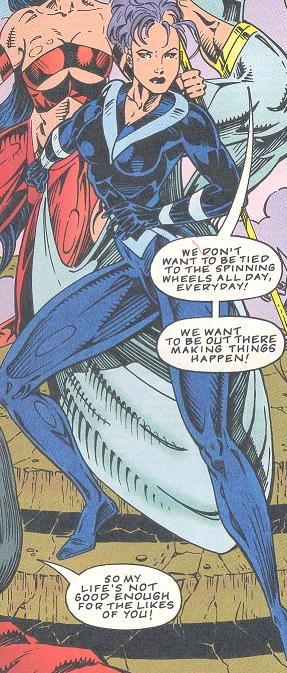 WE DON'T
WANT TO BE TIED
TO THE SPINNING
WHEELS ALL DAY,
EVERYDAY!
WE WANT
TO BE OUT THERE
MAKING THINGS
HAPPEN!
SO MY
LIFE'S NOT
GOOD ENOUGH
FOR THE LIKES
OF YOU!